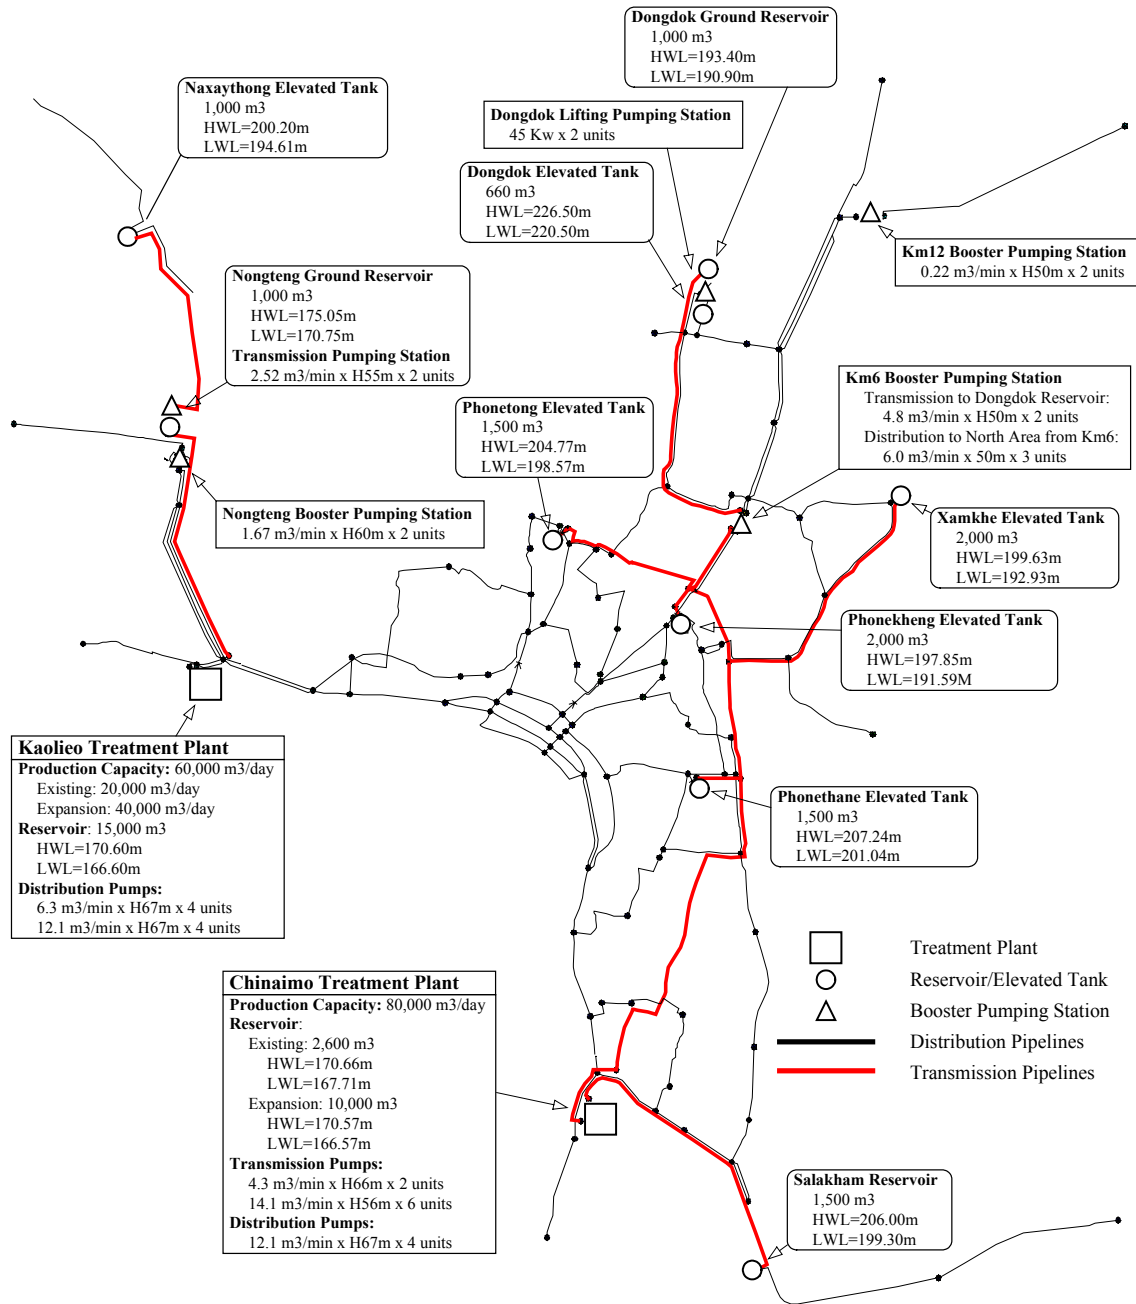 Dongdok Ground Reservoir
1,000 m3
HWL=193.40m
LWL=190.90m
Naxaythong Elevated Tank
1,000 m3
HWL=200.20m
LWL=194.61m
Dongdok Lifting Pumping Station
45 Kw x 2 units
Dongdok Elevated Tank
660 m3
HWL=226.50m
LWL=220.50m
Km12 Booster Pumping Station
0.22 m3/min x H50m x 2 units
Nongteng Ground Reservoir
1,000 m3
HWL=175.05m
LWL=170.75m
Transmission Pumping Station
2.52 m3/min x H55m x 2 units
Km6 Booster Pumping Station
Transmission to Dongdok Reservoir:
4.8 m3/min x H50m x 2 units
Distribution to North Area from Km6:
6.0 m3/min x 50m x 3 units
Phonetong Elevated Tank
1,500 m3
HWL=204.77m
LWL=198.57m
Nongteng Booster Pumping Station
1.67 m3/min x H60m x 2 units
Xamkhe Elevated Tank
2,000 m3
HWL=199.63m
LWL=192.93m
Phonekheng Elevated Tank
2,000 m3
HWL=197.85m
LWL=191.59M
Kaolieo Treatment Plant
Production Capacity: 60,000 m3/day
Existing: 20,000 m3/day
Expansion: 40,000 m3/day
Reservoir: 15,000 m3
HWL=170.60m
LWL=166.60m
Distribution Pumps:
6.3 m3/min x H67m x 4 units
12.1 m3/min x H67m x 4 units
Phonethane Elevated Tank
1,500 m3
HWL=207.24m
LWL=201.04m
Chinaimo Treatment Plant
Production Capacity: 80,000 m3/day
Reservoir:
Existing: 2,600 m3
HWL=170.66m
LWL=167.71m
Expansion: 10,000 m3
HWL=170.57m
LWL=166.57m
Transmission Pumps:
4.3 m3/min x H66m x 2 units
14.1 m3/min x H56m x 6 units
Distribution Pumps:
12.1 m3/min x H67m x 4 units
Treatment Plant
Reservoir/Elevated Tank
Booster Pumping Station
Distribution Pipelines
Transmission Pipelines
Salakham Reservoir
1,500 m3
HWL=206.00m
LWL=199.30m